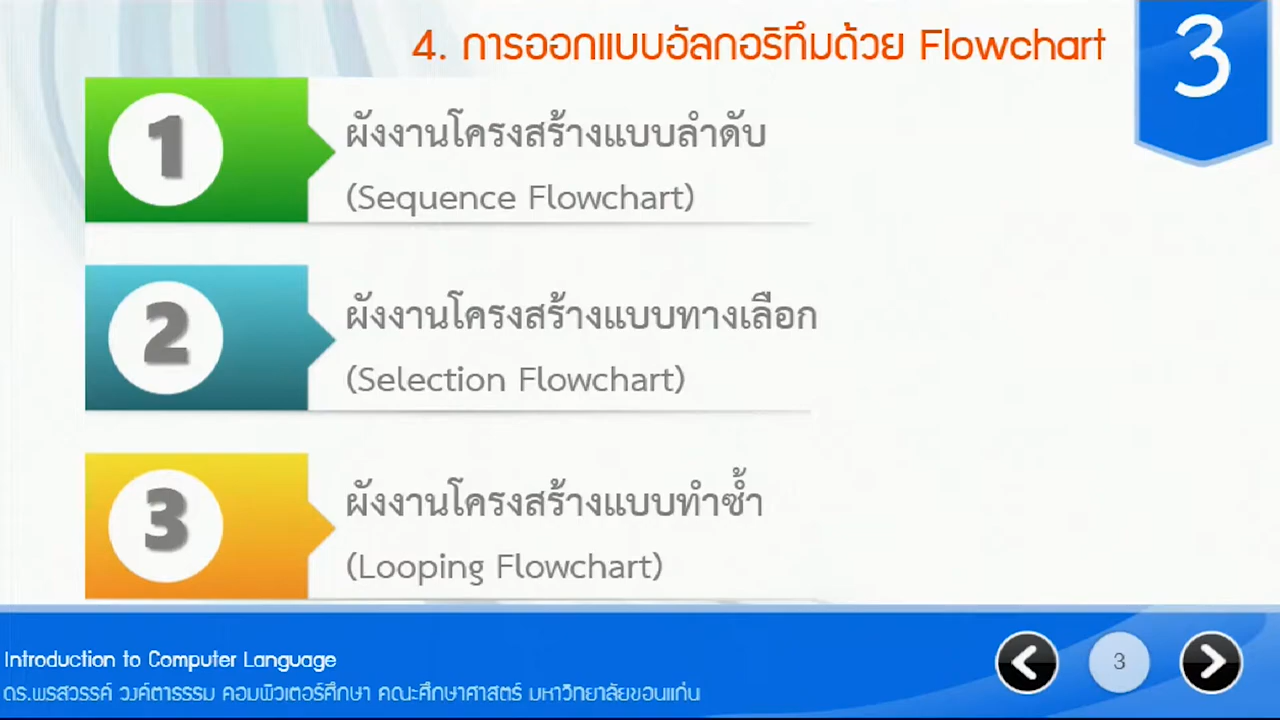 4. การออกแบบอัลกอริทึมด้วย Flowchart
3
1
ผังงานโครงสร้างแบบลำดับ
(Sequence Flowchart)
2
ผังงานโครงสร้างแบบทางเลือก
(Selection Flowchart)
3
ผังงานโครงสร้างแบบทำซ้ำ
(Looping Flowchart)
Introduction to Computer Language
3
ดร.พรสวรรค์ วงค์ตาธรรม คอมพิวเตอร์ศึกษา คณะศึกษาศาสตร์ มหาวิทยาลัยขอนแก่น